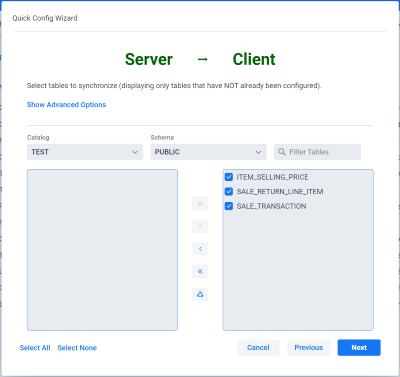 Quick Config Wizard
Server → Client
Select tables to synchronize (displaying only tables that have NOT already been configured).
Show Advanced Options
Catalog Schema
TEST PUBLIC Filter Tables
ITEM_SELLING_PRICE
SALE_RETURN_LINE_ITEM
SALE_TRANSACTION
Select All Select None Cancel Previous Next